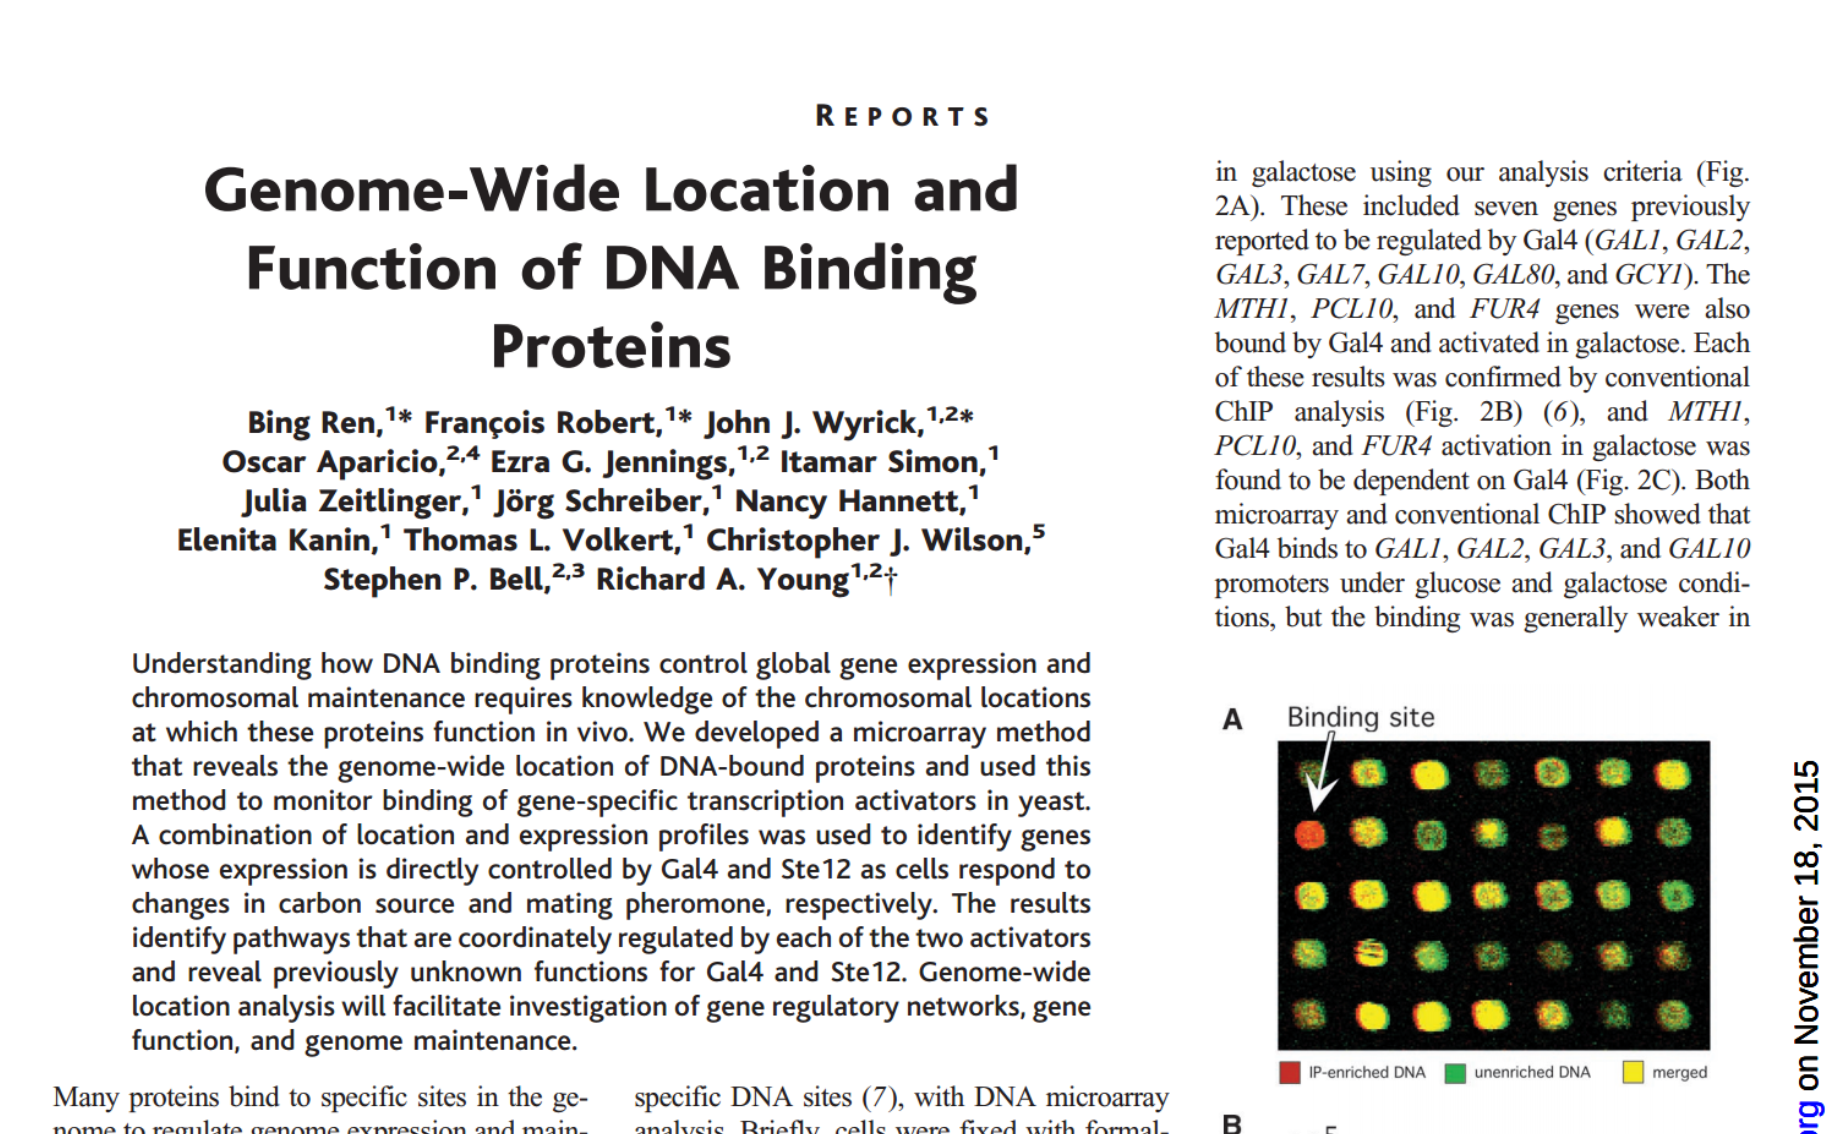 REPORTS
Genome-Wide Location and
Function of DNA Binding
Proteins
Bing Ren,1* François Robert,1* John J. Wyrick,1,2*
Oscar Aparicio,2,4 Ezra G. Jennings,1,2 Itamar Simon,1
Julia Zeitlinger,1 Jörg Schreiber,1 Nancy Hannett,1
Elenita Kanin,1 Thomas L. Volkert,1 Christopher J. Wilson,5
Stephen P. Bell,2,3 Richard A. Young1,2†
Understanding how DNA binding proteins control global gene expression and
chromosomal maintenance requires knowledge of the chromosomal locations
at which these proteins function in vivo. We developed a microarray method
that reveals the genome-wide location of DNA-bound proteins and used this
method to monitor binding of gene-specific transcription activators in yeast.
A combination of location and expression profiles was used to identify genes
whose expression is directly controlled by Gal4 and Ste12 as cells respond to
changes in carbon source and mating pheromone, respectively. The results
identify pathways that are coordinately regulated by each of the two activators
and reveal previously unknown functions for Gal4 and Ste12. Genome-wide
location analysis will facilitate investigation of gene regulatory networks, gene
function, and genome maintenance.
Many proteins bind to specific sites in the ge-
nome to regulate genome expression and main-
specific DNA sites (7), with DNA microarray
analysis. Briefly, cells were fixed with formal-
in galactose using our analysis criteria (Fig.
2A). These included seven genes previously
reported to be regulated by Gal4 (GAL1, GAL2,
GAL3, GAL7, GAL10, GAL80, and GCY1). The
MTH1, PCL10, and FUR4 genes were also
bound by Gal4 and activated in galactose. Each
of these results was confirmed by conventional
ChIP analysis (Fig. 2B) (6), and MTH1,
PCL10, and FUR4 activation in galactose was
found to be dependent on Gal4 (Fig. 2C). Both
microarray and conventional ChIP showed that
Gal4 binds to GAL1, GAL2, GAL3, and GAL10
promoters under glucose and galactose condi-
tions, but the binding was generally weaker in
A Binding site
IP-enriched DNA unenriched DNA merged
B
5
org on November 18, 2015